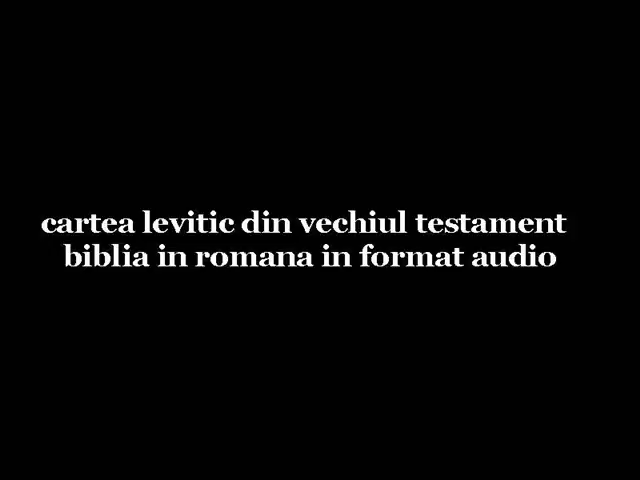 cartea levitic din vechiul testament
biblia in romana in format audio